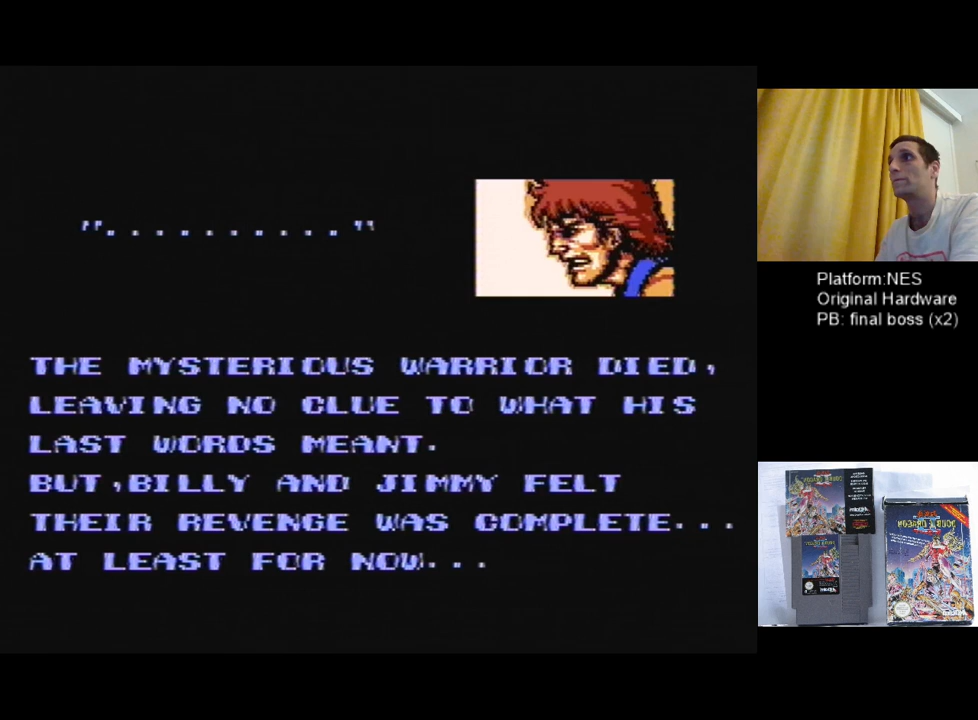 ".........."
THE MYSTERIOUS WARRIOR DIED,
LEAVING NO CLUE TO WHAT HIS
LAST WORDS MEANT.
BUT,BILLY AND JIMMY FELT
THEIR REVENGE WAS COMPLETE...
AT LEAST FOR NOW...
Platform:NES
Original Hardware
PB: final boss (x2)